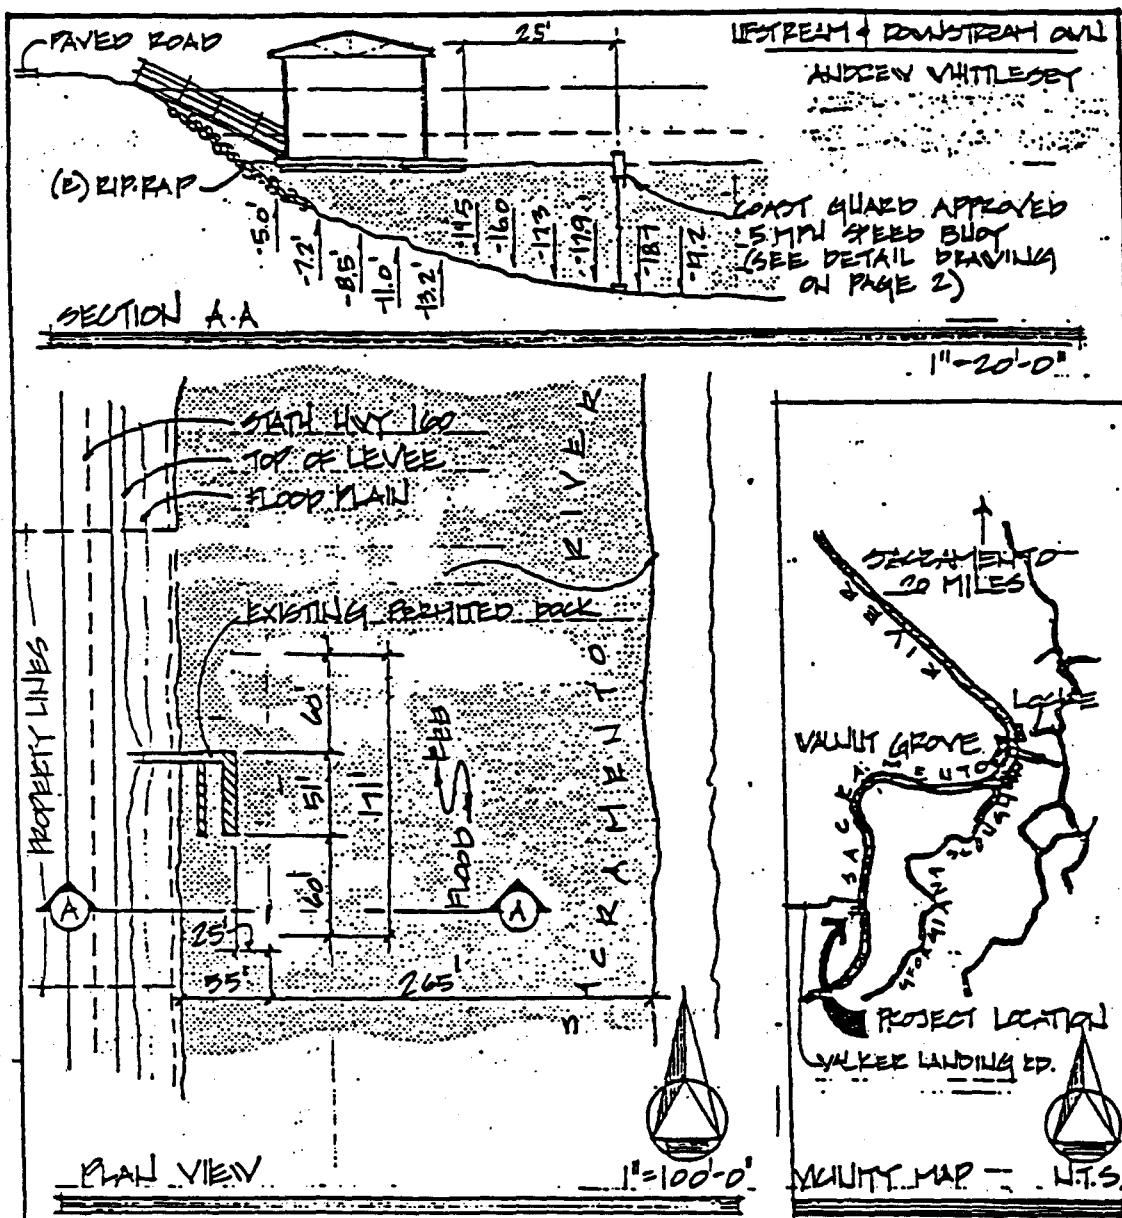 PAVED ROAD
25'
UPSTREAM & DOWNSTREAM OWN
ANDREW WHITTLESEY
(E) RIP-RAP
-5.0'
-7.2'
-8.5'
-11.0'
-13.2'
-14.5
-16.0
-17.3
-17.9
-18.7
-19.2
COAST GUARD APPROVED
5 MPH SPEED BUOY
(SEE DETAIL DRAWING
ON PAGE 2)
SECTION A-A
1"=20'-0"
STATE HWY 160
TOP OF LEVEE
FLOOD PLAIN
EXISTING PERMITED DOCK
PROPERTY LINES
60'
51'
171'
60'
EBB
FLOOD
SACRAMENTO RIVER
A
A
25'
55'
265'
PLAN VIEW
1"=100'-0"
SACRAMENTO
20 MILES
RIVER
LOCKE
WALNUT GROVE
SACRAMENTO
SLOUGH
PROJECT LOCATION
WALKER LANDING RD.
VICINITY MAP - N.T.S.